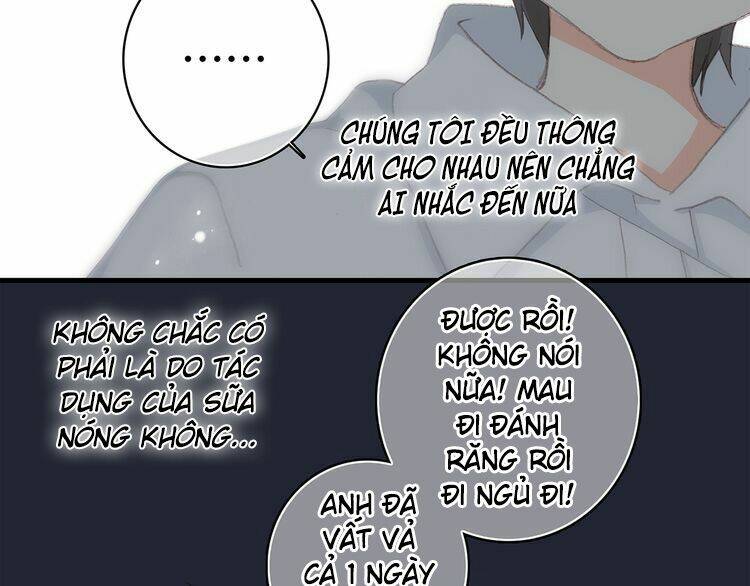 ......
CHÚNG TÔI ĐỀU THÔNG
CẢM CHO NHAU NÊN CHẲNG
AI NHẮC ĐẾN NỮA
KHÔNG CHẮC CÓ
PHẢI LÀ DO TÁC
DỤNG CỦA SỮA
NÓNG KHÔNG...
ĐƯỢC RỒI!
KHÔNG NÓI
NỮA! MAU
ĐI ĐÁNH
RĂNG RỒI
ĐI NGỦ ĐI!
ANH ĐÃ
VẤT VẢ
CẢ 1 NGÀY